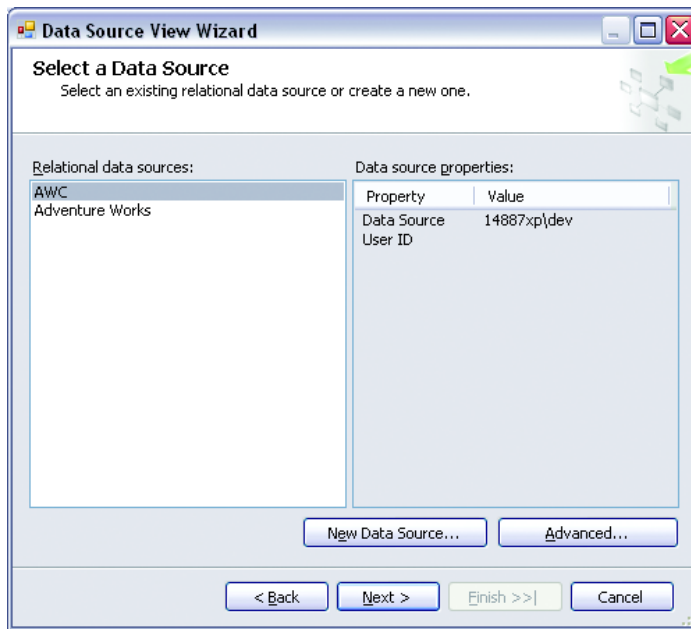 Data Source View Wizard
Select a Data Source
Select an existing relational data source or create a new one.
Relational data sources:
AWC
Adventure Works
Data source properties:
Property Value
Data Source 14887xp\dev
User ID
New Data Source... Advanced...
< Back Next > Finish >>| Cancel